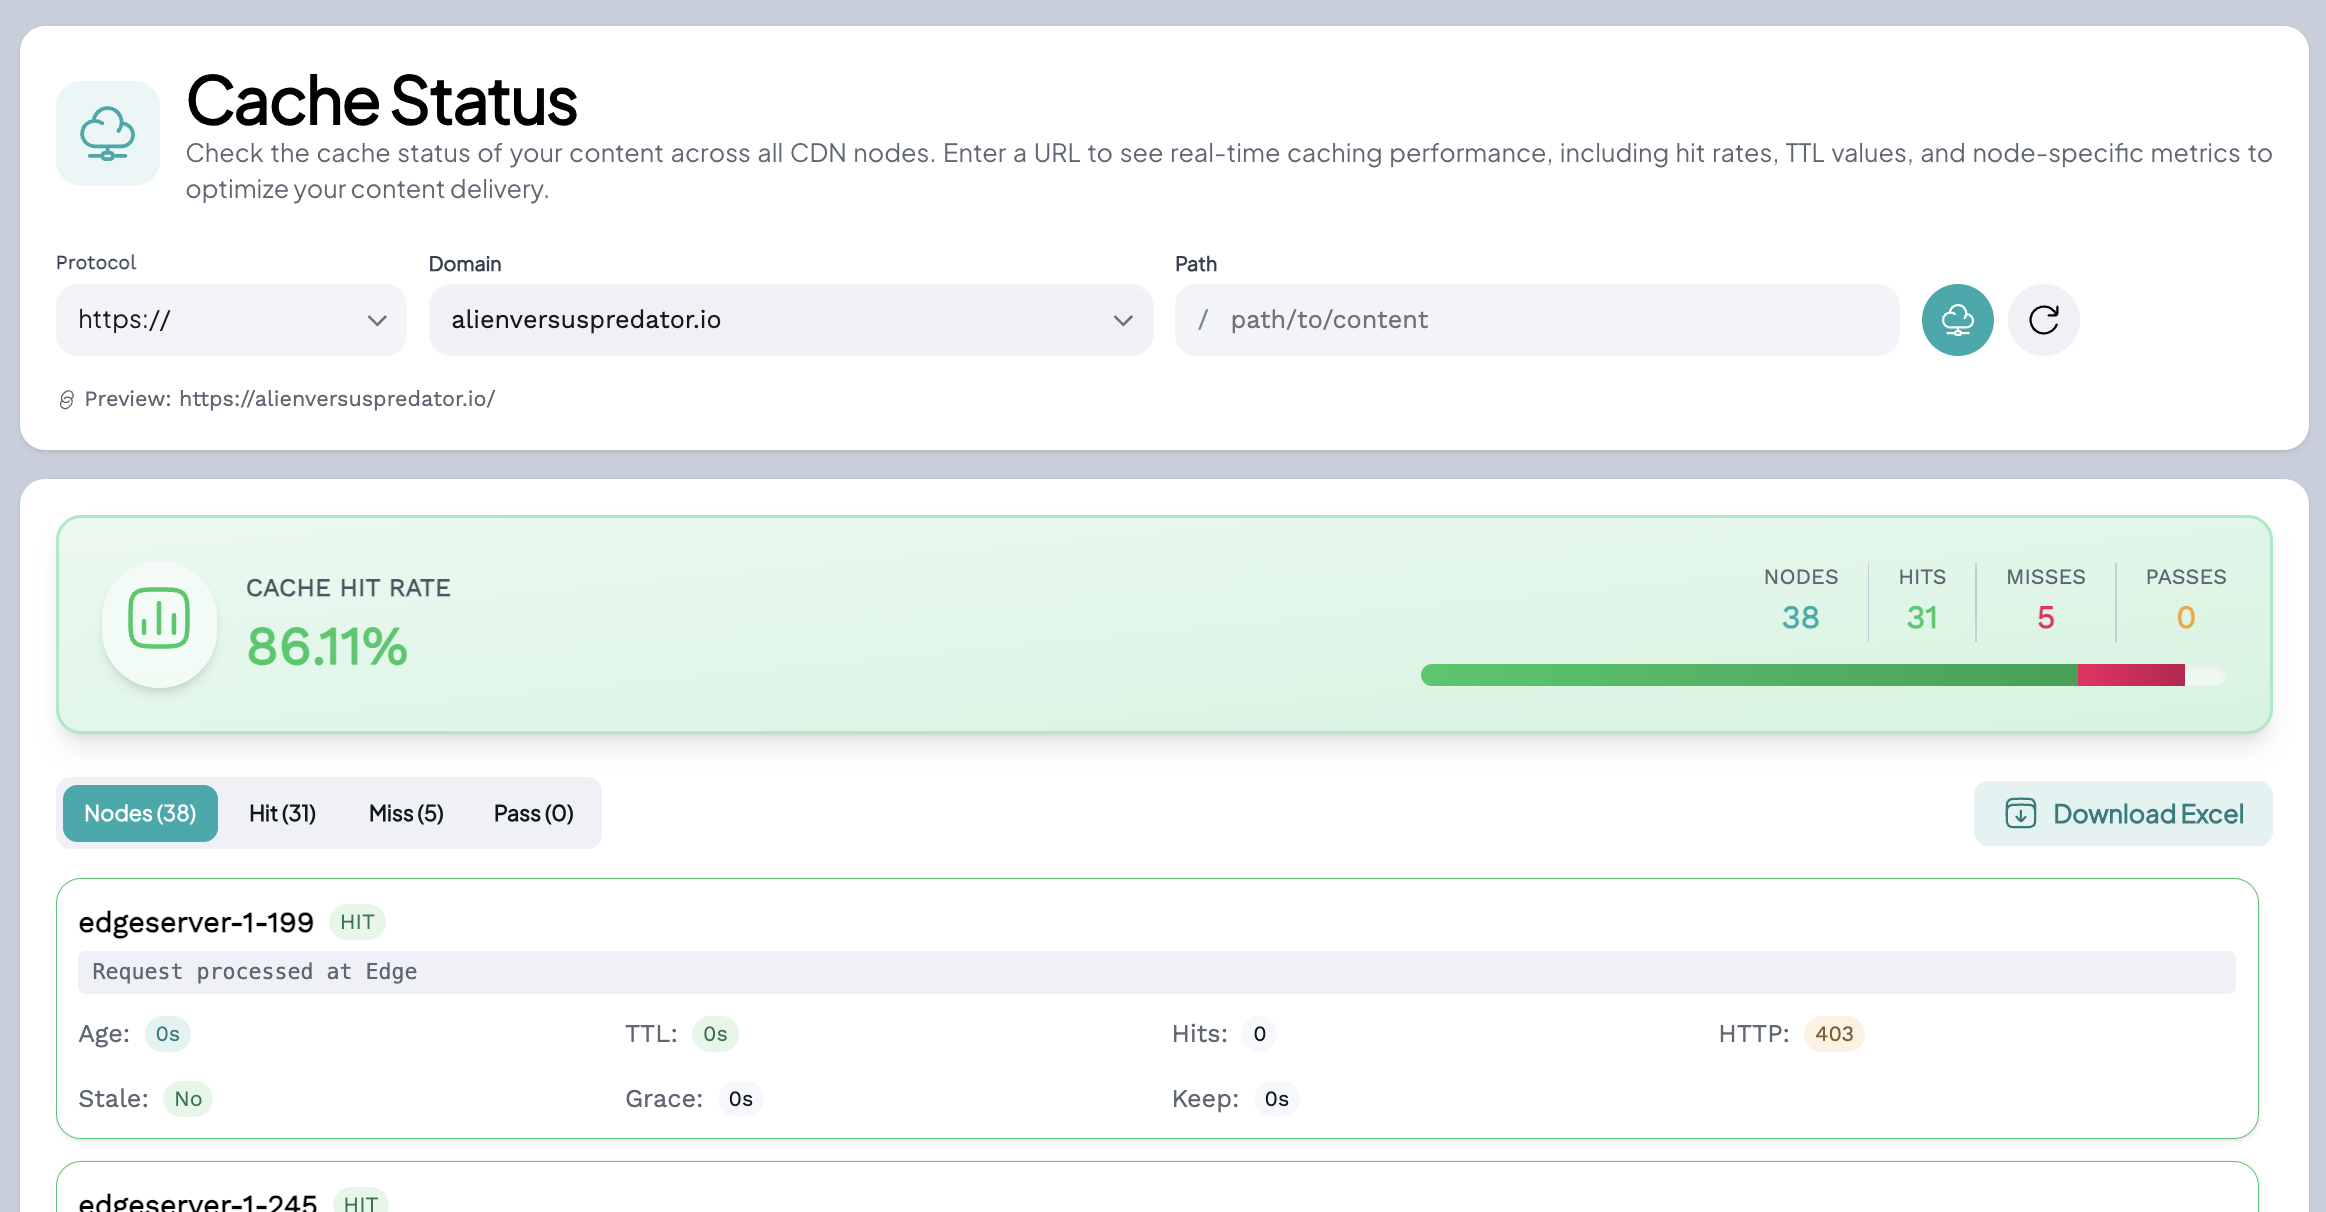 Cache Status
Check the cache status of your content across all CDN nodes. Enter a URL to see real-time caching performance, including hit rates, TTL values, and node-specific metrics to
optimize your content delivery.
Protocol
Domain
Path
https://
alienversuspredator.io
/ path/to/content
Preview: https://alienversuspredator.io/
CACHE HIT RATE
86.11%
NODES
38
HITS
31
MISSES
5
PASSES
0
Nodes (38)
Hit (31)
Miss (5)
Pass (0)
Download Excel
edgeserver-1-199 HIT
Request processed at Edge
Age: 0s
TTL: 0s
Hits: 0
HTTP: 403
Stale: No
Grace: 0s
Keep: 0s
edgeserver-1-245 HIT